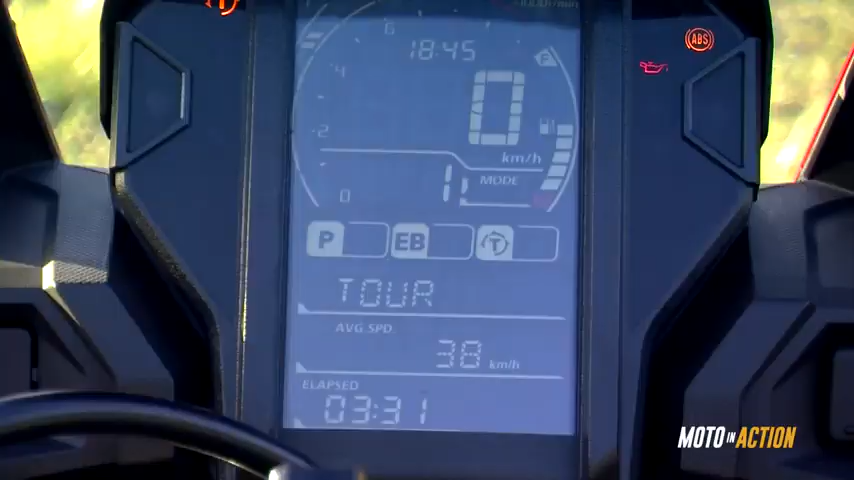 6
18:45
P
ABS
4
0
2
km/h
1 MODE
0
P EB T
TOUR
AVG.SPD.
38 km/h
ELAPSED
03:31
MOTO IN ACTION